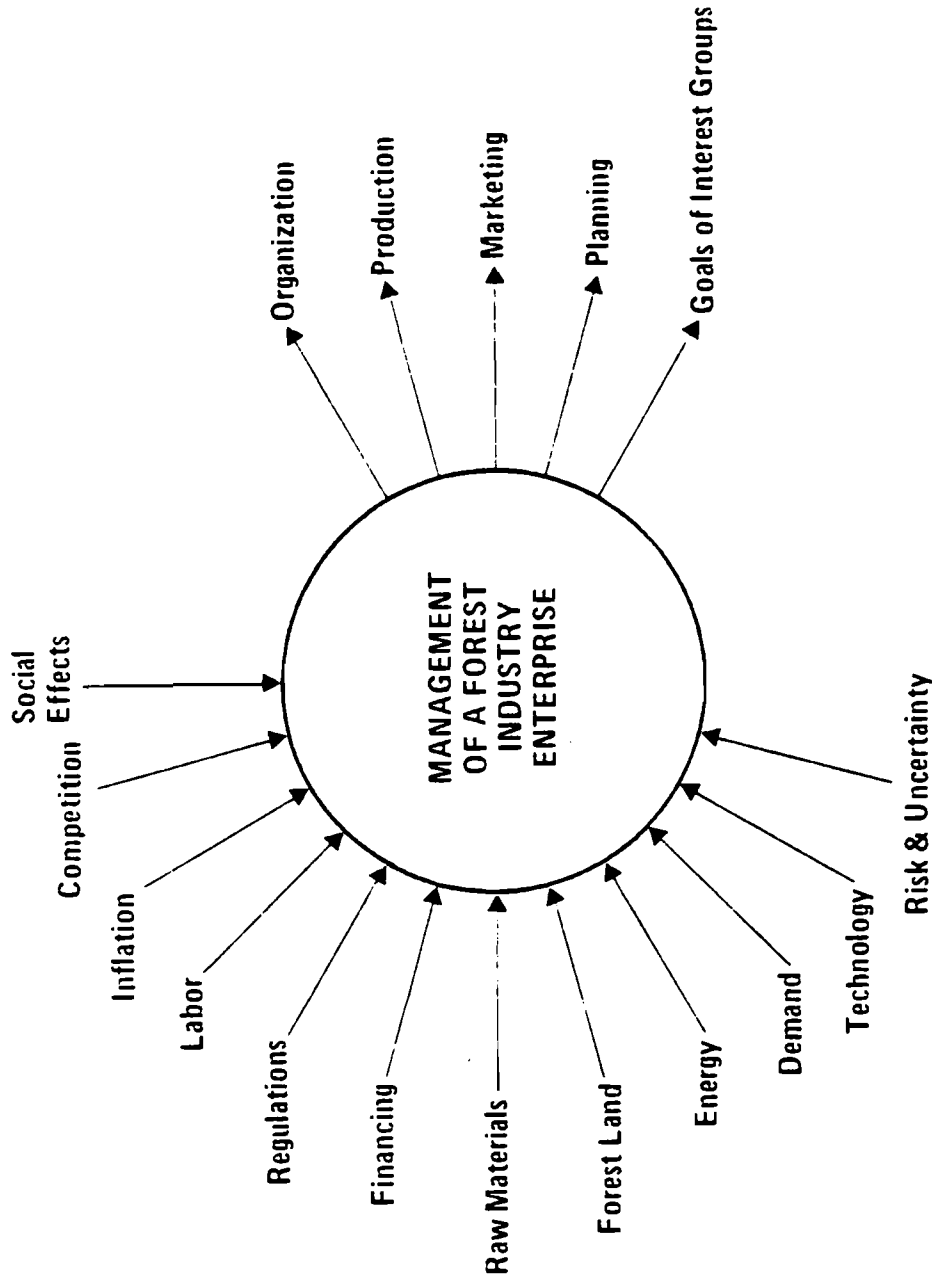 Social
Effects
Competition
Inflation
Labor
Regulations
Financing
Raw Materials
Forest Land
Energy
Demand
Technology
Risk & Uncertainty
MANAGEMENT
OF A FOREST
INDUSTRY
ENTERPRISE
Organization
Production
Marketing
Planning
Goals of Interest Groups